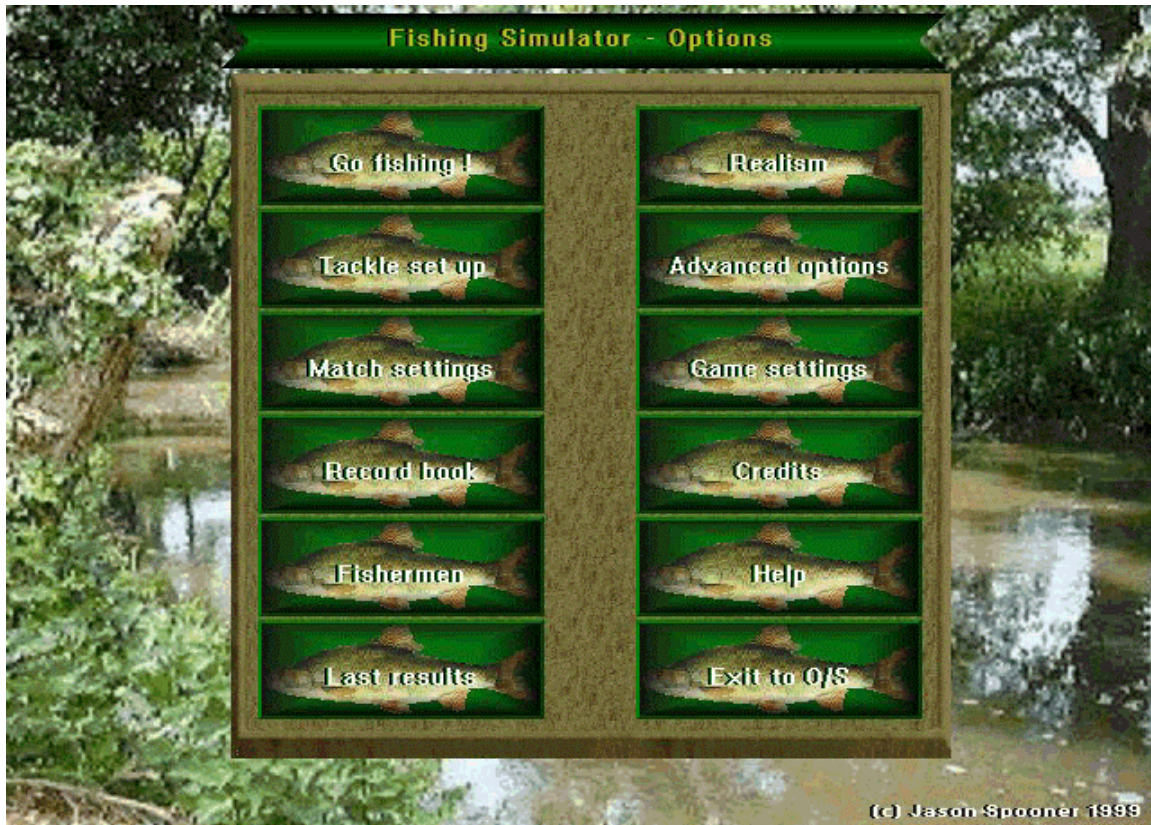 Fishing Simulator - Options
Go fishing !
Tackle set up
Match settings
Record book
Fishermen
Last results
Realism
Advanced options
Game settings
Credits
Help
Exit to O/S
(c) Jason Spooner 1999